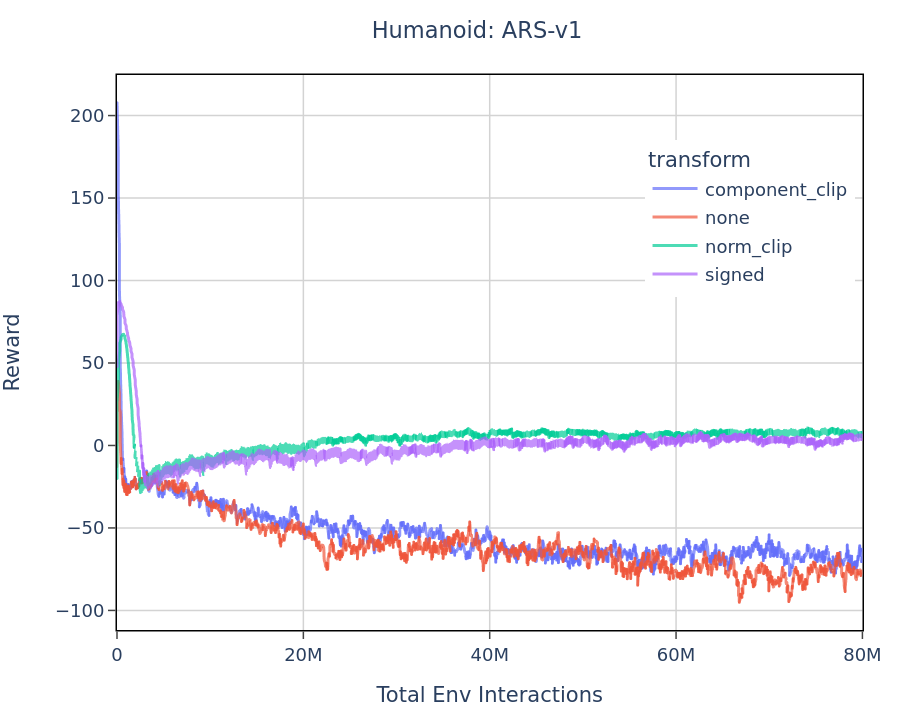 Humanoid: ARS-v1
200
150
100
50
0
−50
−100
Reward
transform
component_clip
none
norm_clip
signed
0
20M
40M
60M
80M
Total Env Interactions